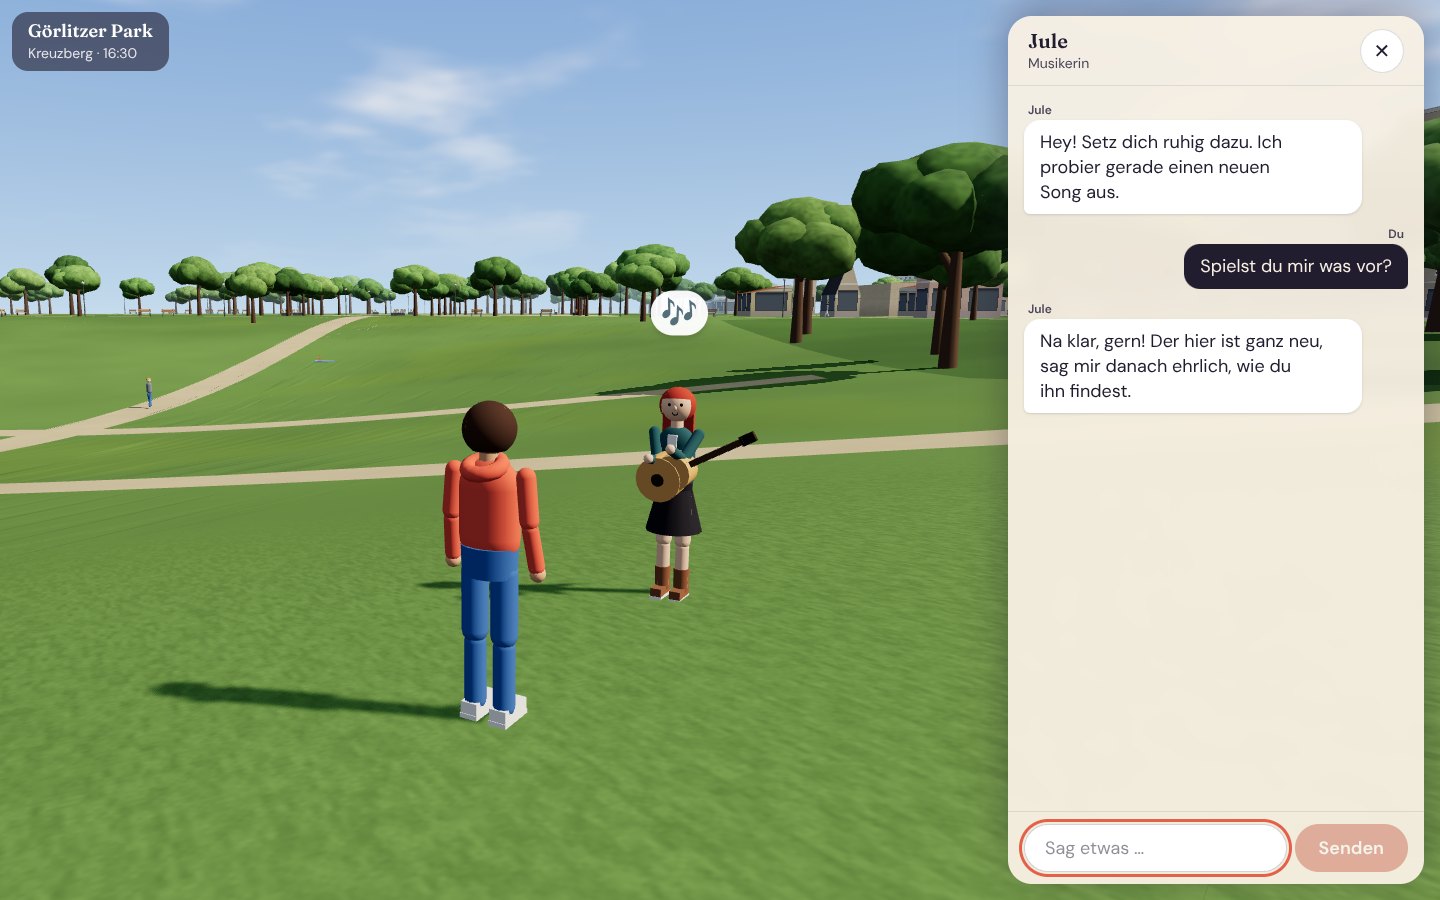 Görlitzer Park
Kreuzberg · 16:30
Jule
Musikerin
Jule
Hey! Setz dich ruhig dazu. Ich
probier gerade einen neuen
Song aus.
Du
Spielst du mir was vor?
Jule
Na klar, gern! Der hier ist ganz neu,
sag mir danach ehrlich, wie du
ihn findest.
Sag etwas …
Senden